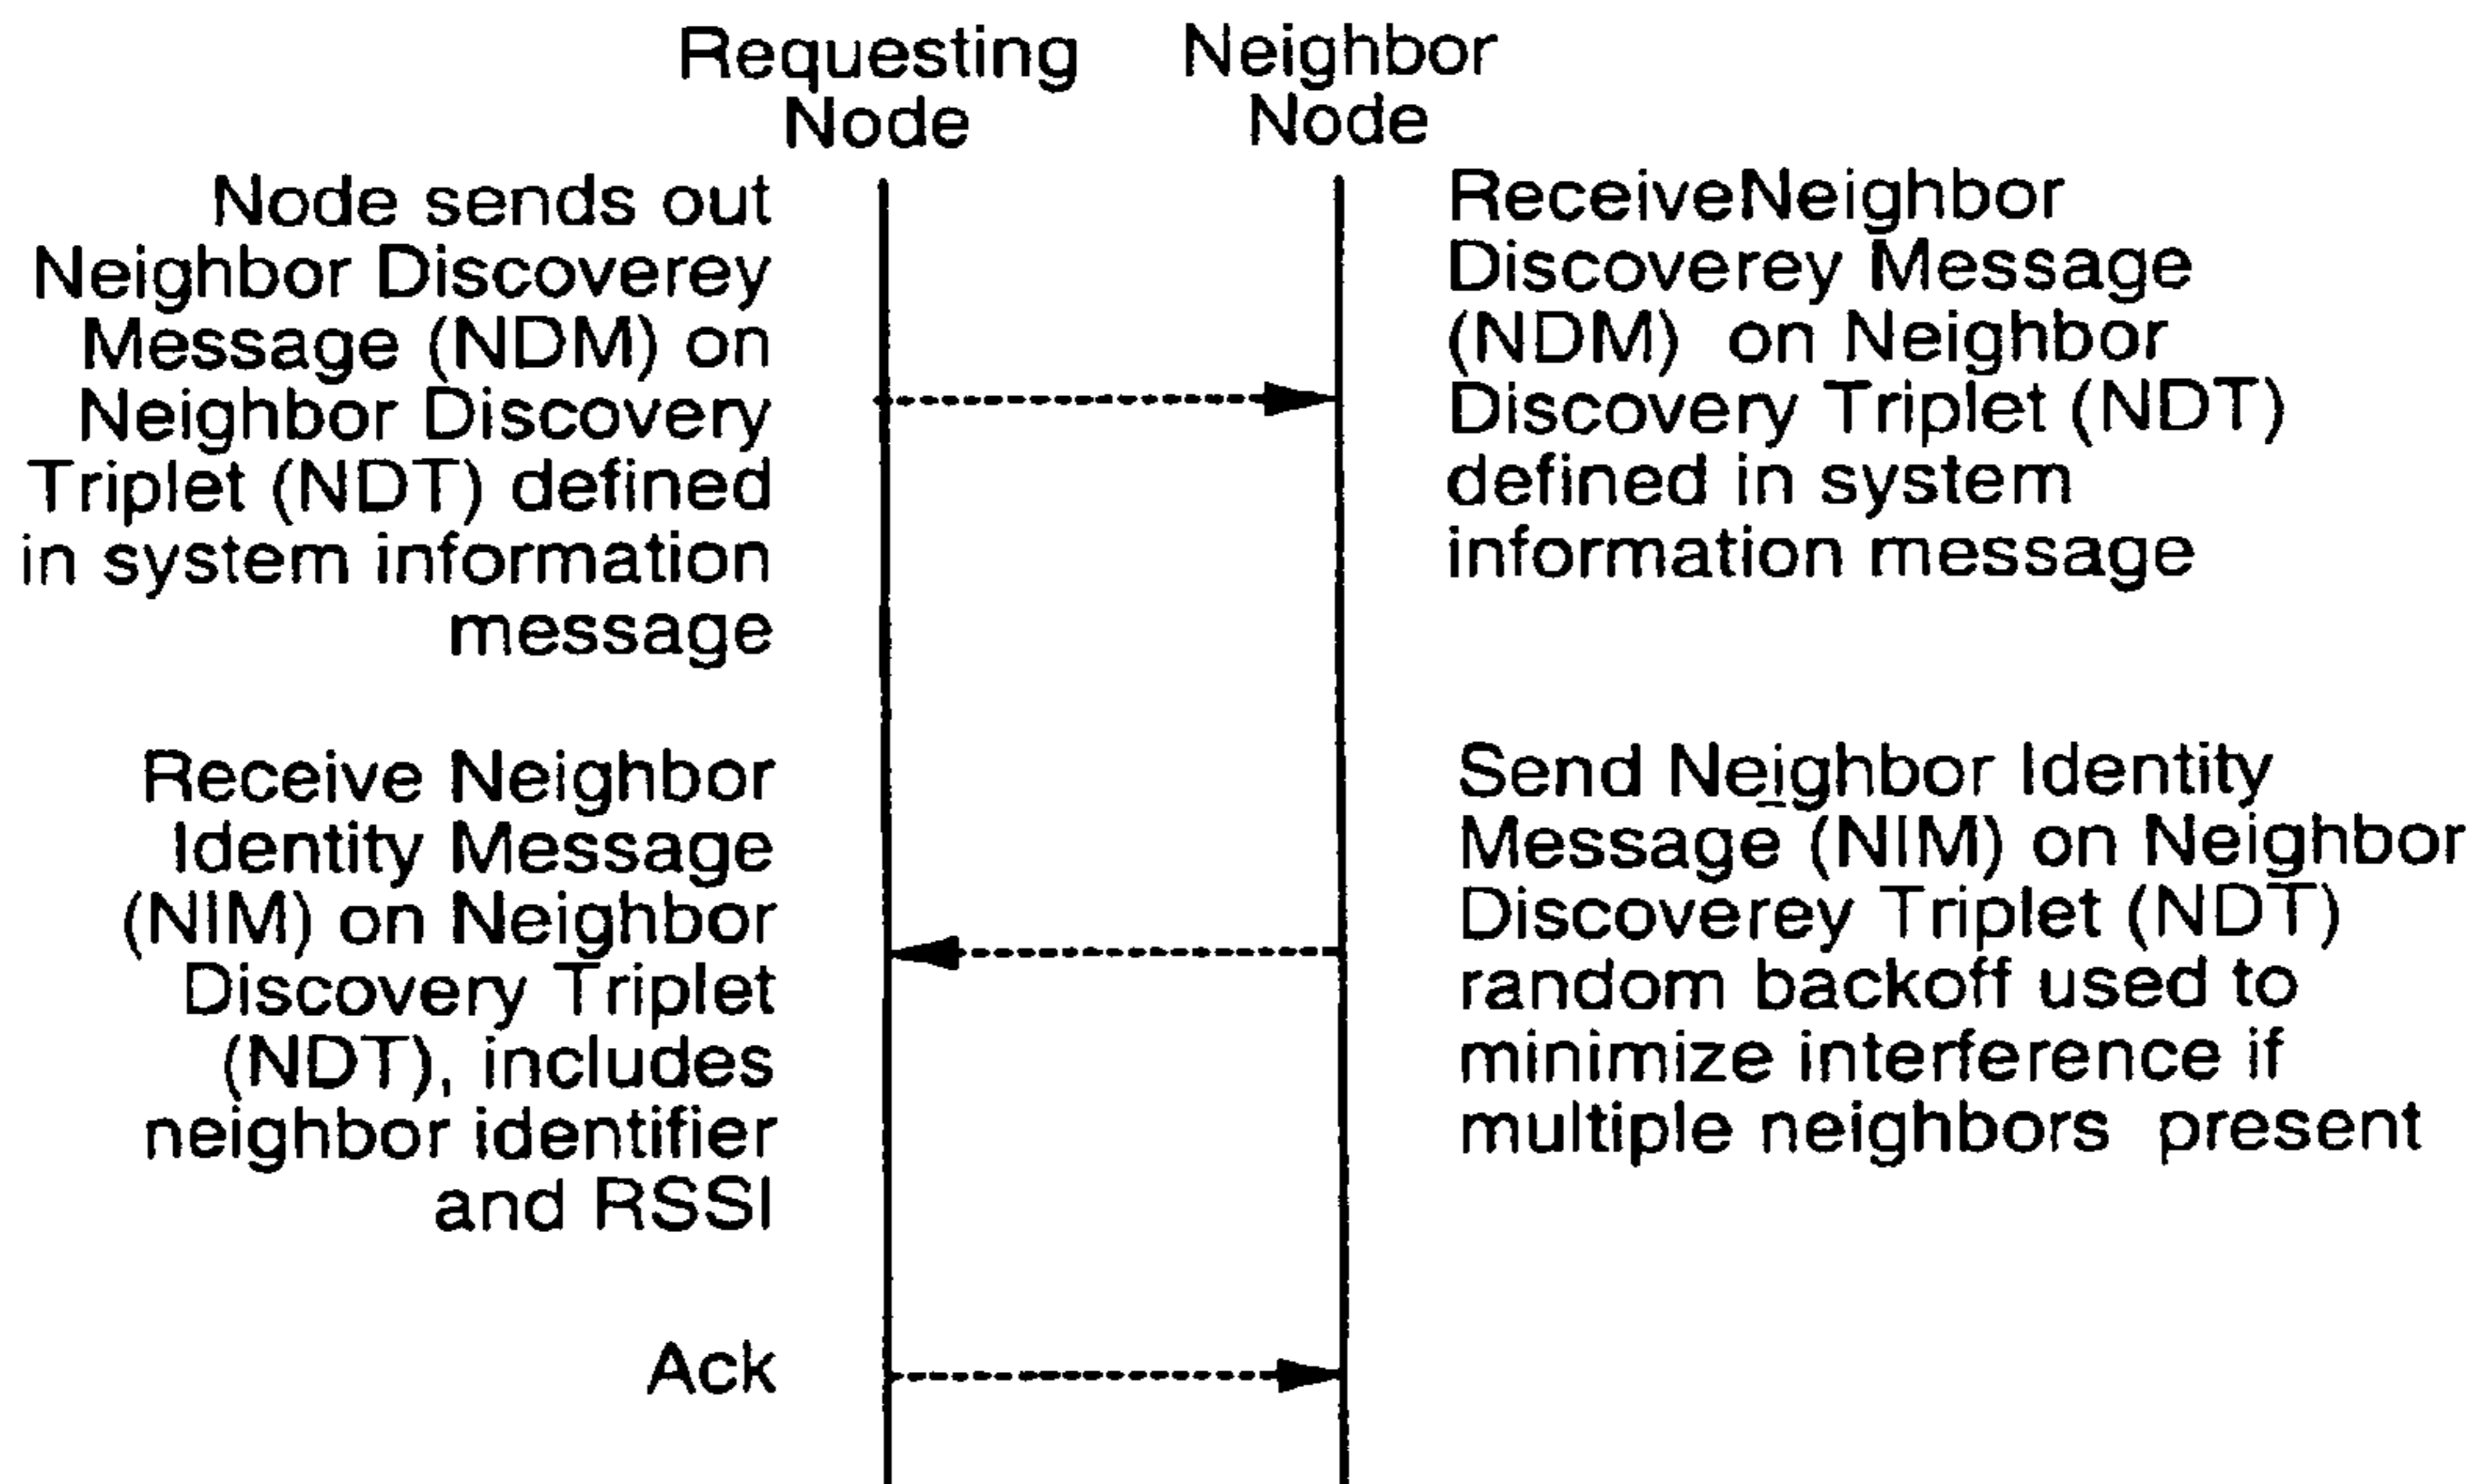 Requesting
Node
Neighbor
Node
Node sends out
Neighbor Discoverey
Message (NDM) on
Neighbor Discovery
Triplet (NDT) defined
in system information
message
ReceiveNeighbor
Discoverey Message
(NDM) on Neighbor
Discovery Triplet (NDT)
defined in system
information message
Receive Neighbor
Identity Message
(NIM) on Neighbor
Discovery Triplet
(NDT), includes
neighbor identifier
and RSSI
Send Neighbor Identity
Message (NIM) on Neighbor
Discoverey Triplet (NDT)
random backoff used to
minimize interference if
multiple neighbors present
Ack